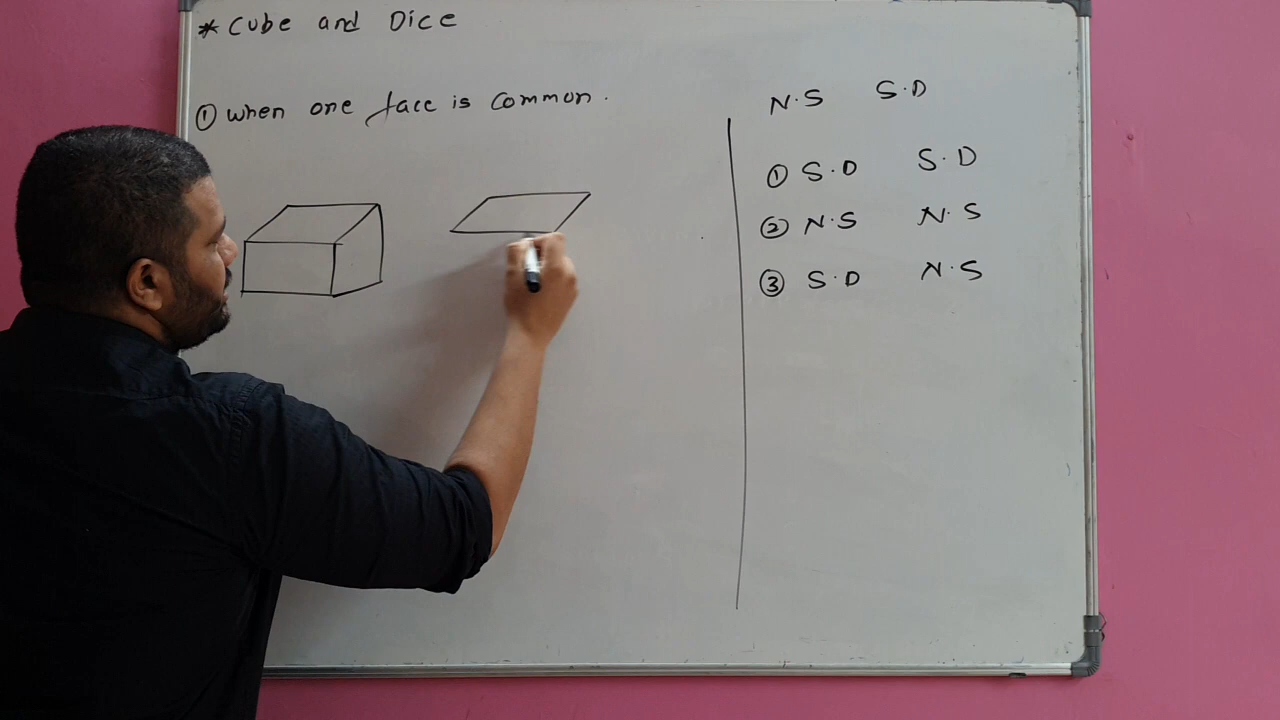 * Cube and Dice
① When one face is Common.
N.S S.D
① S.D S.D
② N.S N.S
③ S.D N.S